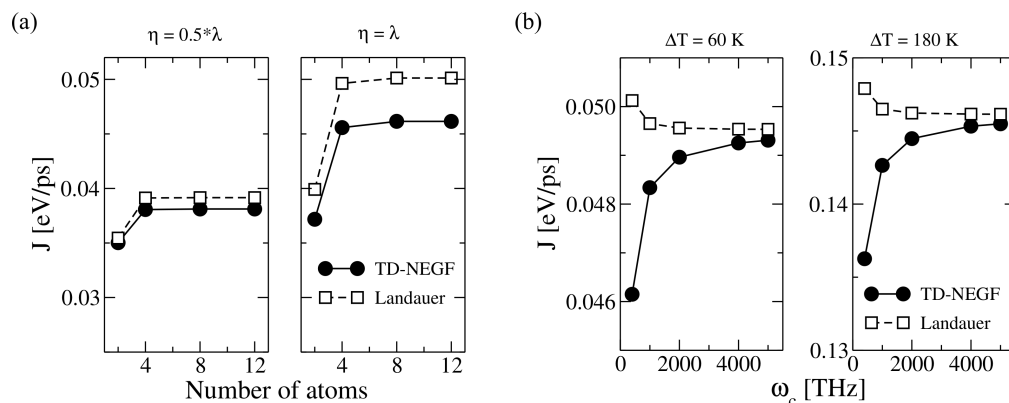 (a)
η = 0.5*λ
η = λ
0.05
0.04
0.03
J [eV/ps]
4
8
12
4
8
12
Number of atoms
TD-NEGF
Landauer
(b)
ΔT = 60 K
ΔT = 180 K
0.050
0.048
0.046
J [eV/ps]
0.15
0.14
0.13
0
2000
4000
0
2000
4000
ω_c [THz]
TD-NEGF
Landauer